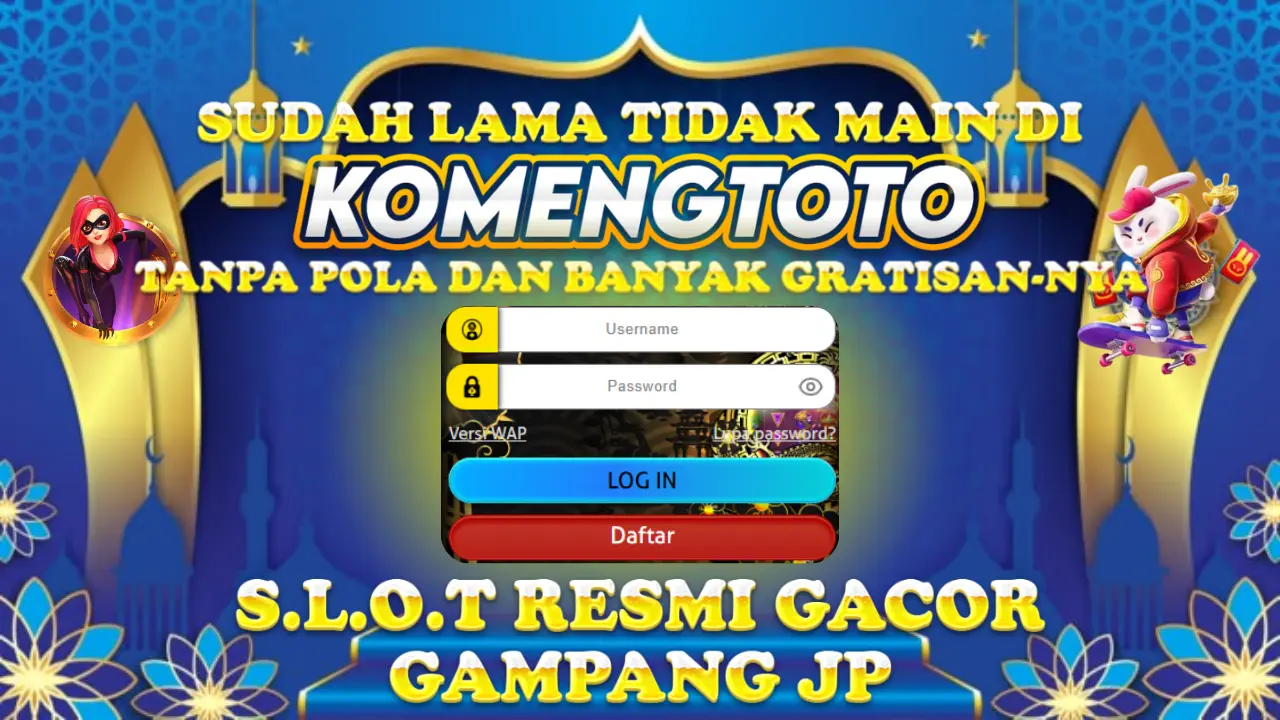 SUDAH LAMA TIDAK MAIN DI
KOMENGTOTO
TANPA POLA DAN BANYAK GRATISAN-NYA
Username
Password
Versi WAP
Lupa password?
LOG IN
Daftar
S.L.O.T RESMI GACOR
GAMPANG JP